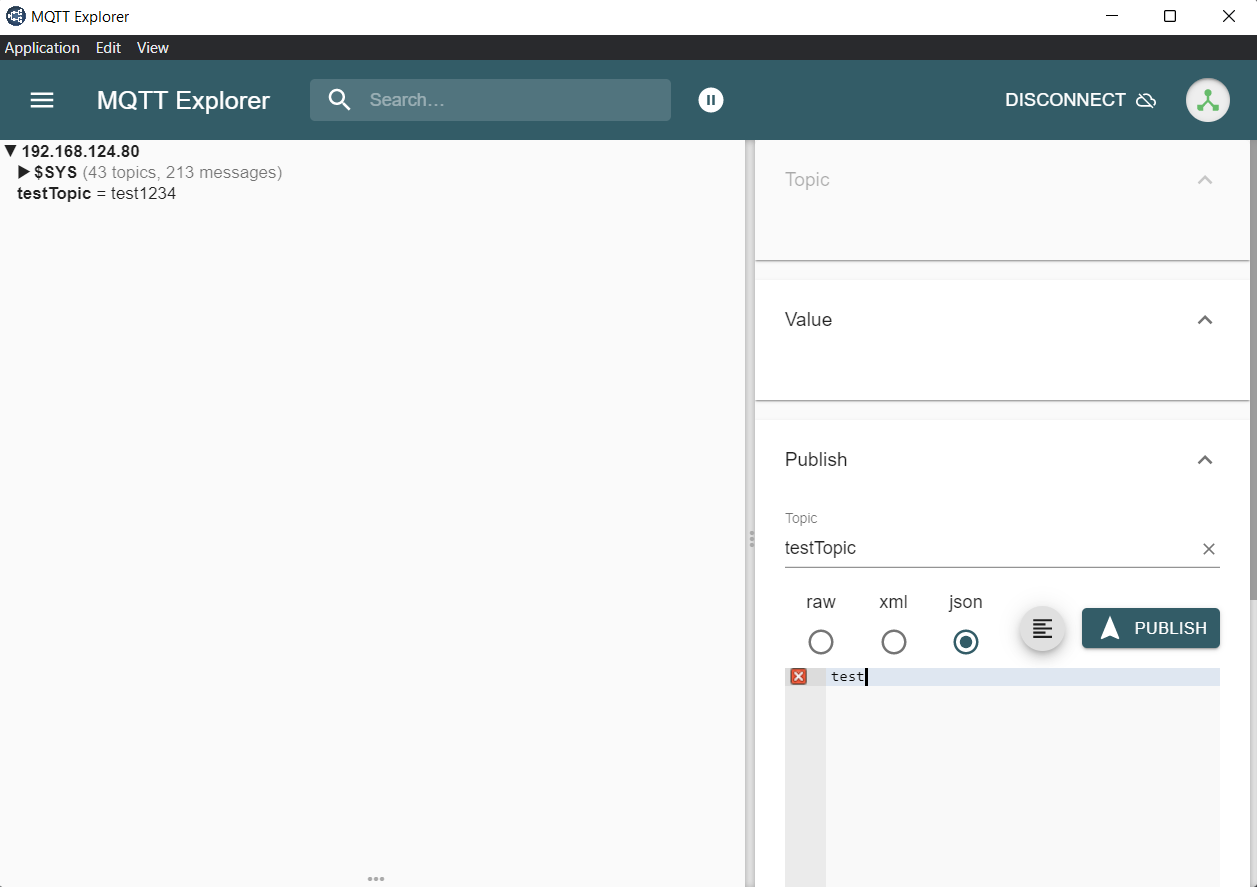 MQTT Explorer
Application Edit View
MQTT Explorer Search... DISCONNECT
192.168.124.80
$SYS (43 topics, 213 messages)
testTopic = test1234
Topic
Value
Publish
Topic
testTopic
raw xml json
PUBLISH
test